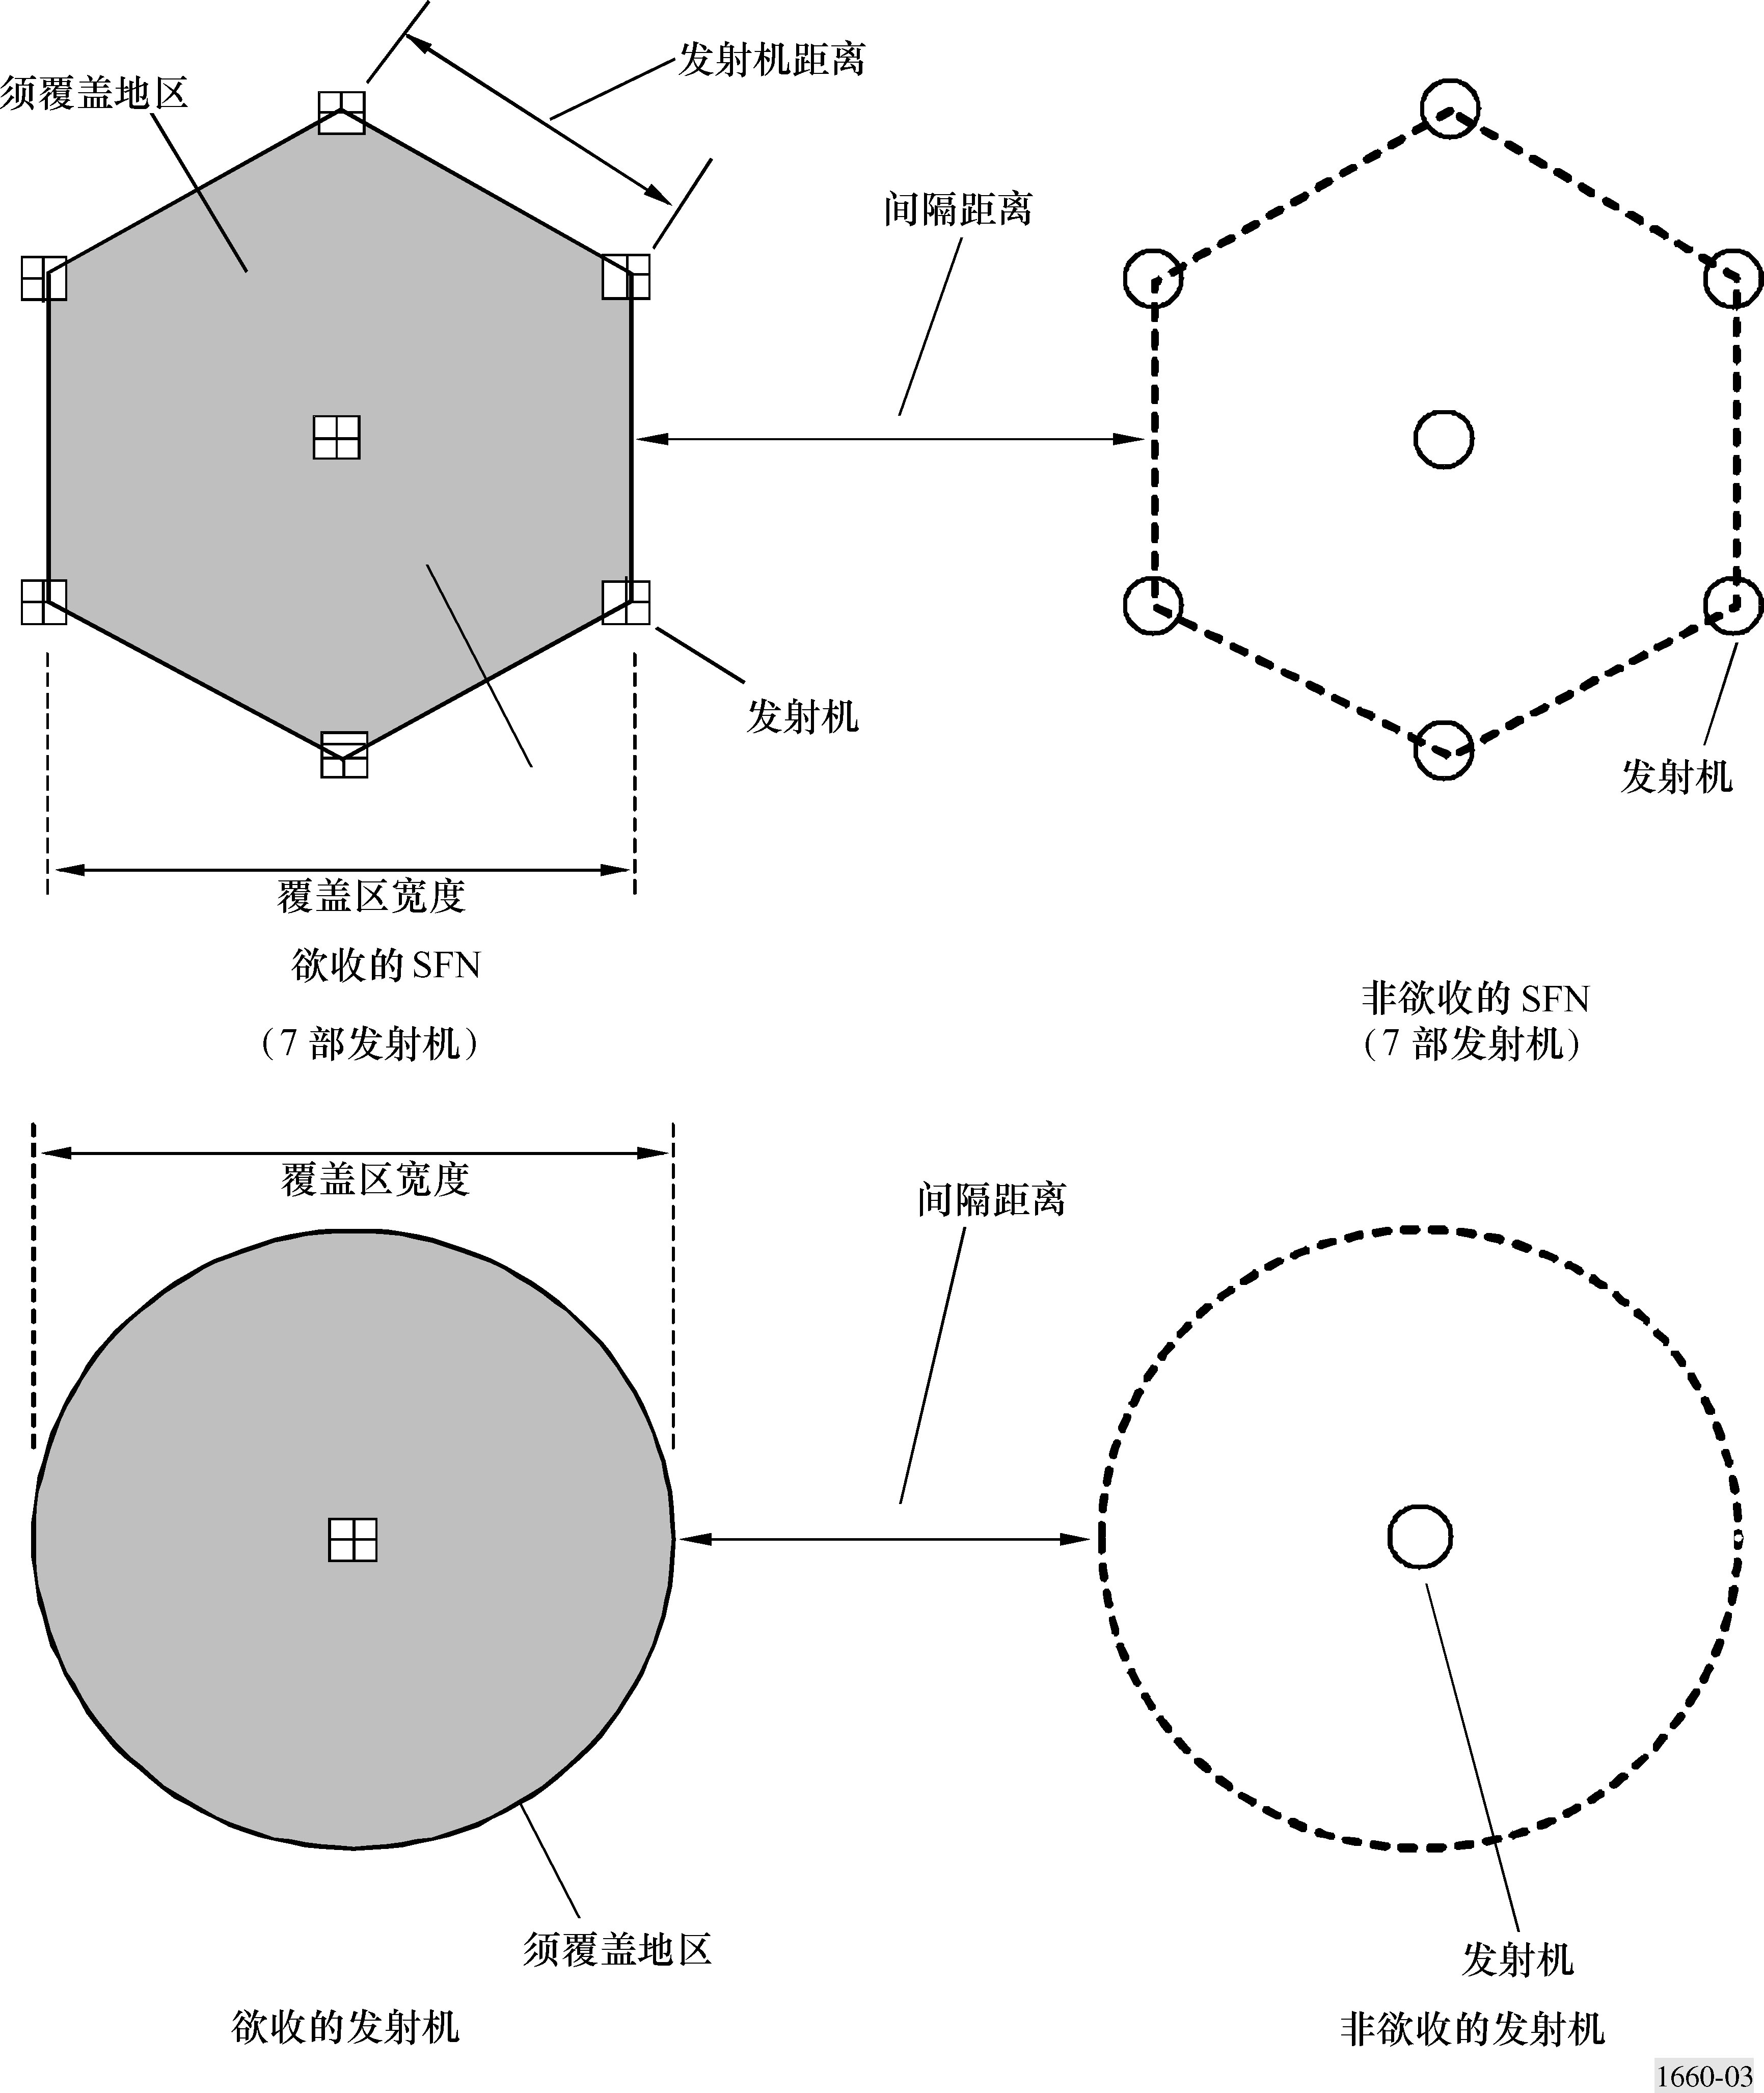 发射机距离
须覆盖地区
间隔距离
发射机
发射机
覆盖区宽度
欲收的 SFN
(7 部发射机)
非欲收的 SFN
(7 部发射机)
覆盖区宽度
间隔距离
须覆盖地区
发射机
欲收的发射机
非欲收的发射机
1660-03